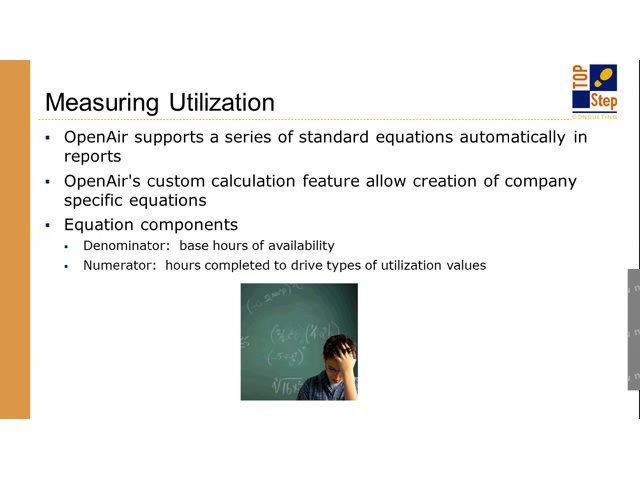 TOP
Step
CONSULTING
Measuring Utilization
▪ OpenAir supports a series of standard equations automatically in
reports
▪ OpenAir's custom calculation feature allow creation of company
specific equations
▪ Equation components
▪ Denominator: base hours of availability
▪ Numerator: hours completed to drive types of utilization values